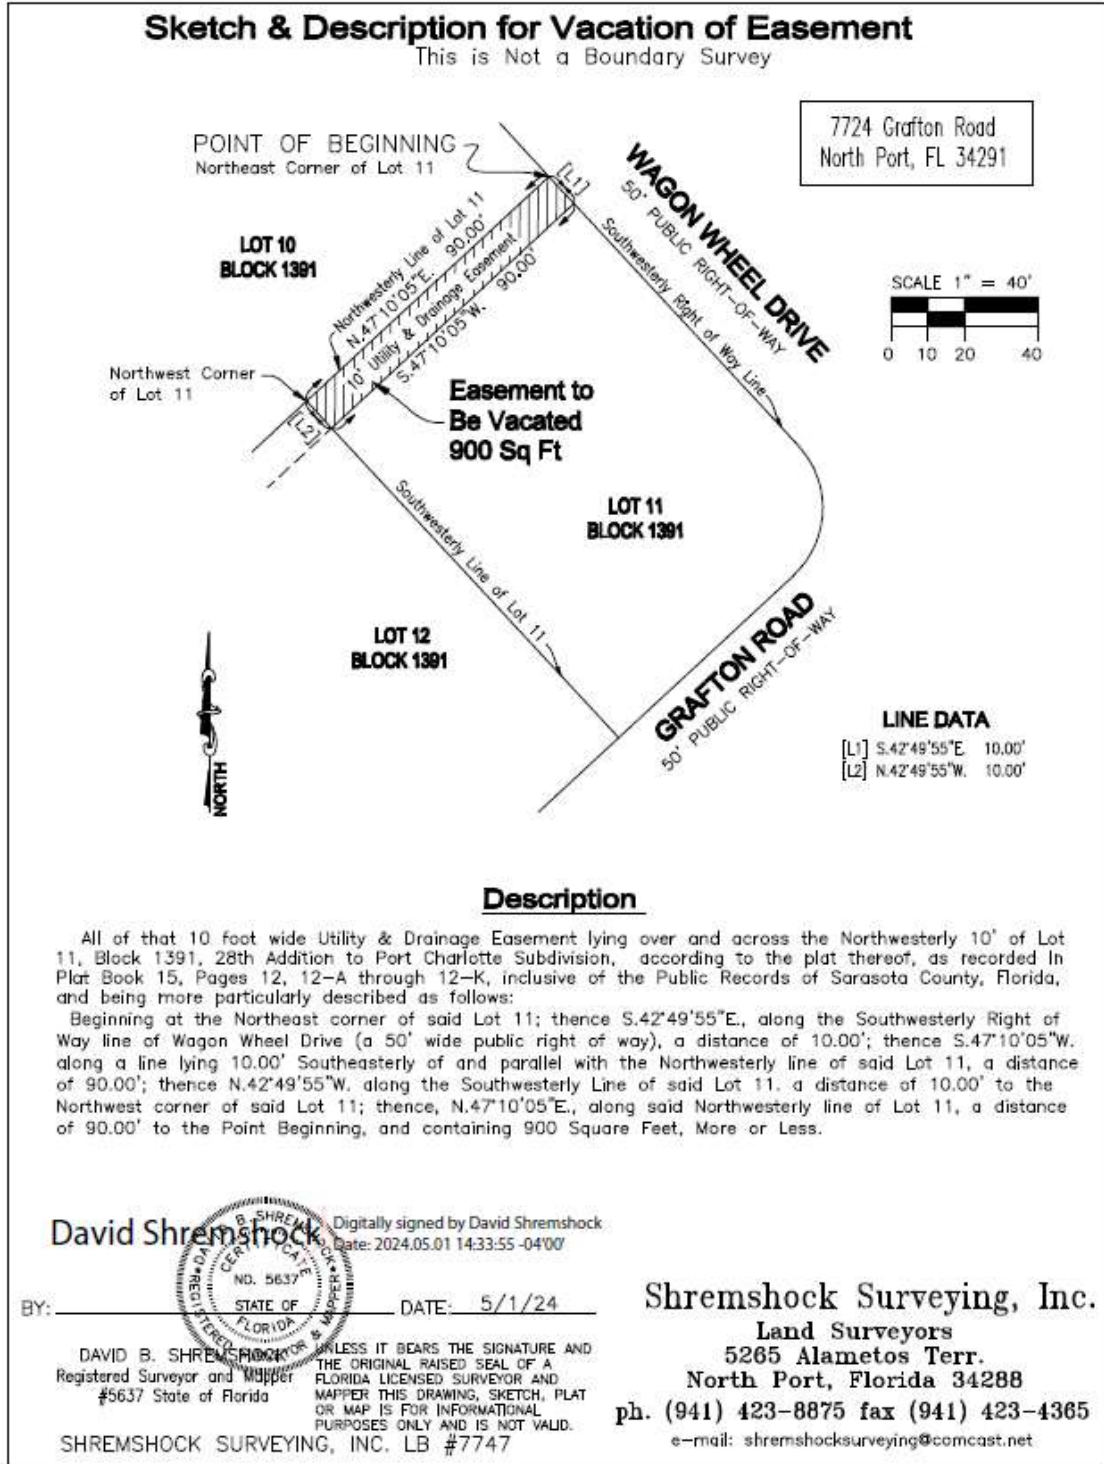 Sketch & Description for Vacation of Easement
This is Not a Boundary Survey
7724 Grafton Road
North Port, FL 34291
POINT OF BEGINNING
Northeast Corner of Lot 11
[L1]
WAGON WHEEL DRIVE
50' PUBLIC RIGHT-OF-WAY
Southwesterly Right of Way Line
LOT 10
BLOCK 1391
Northwesterly Line of Lot 11
N.47°10'05"E. 90.00'
10' Utility & Drainage Easement
S.47°10'05"W. 90.00'
SCALE 1" = 40'
0 10 20 40
Northwest Corner
of Lot 11
[L2]
Easement to
Be Vacated
900 Sq Ft
LOT 11
BLOCK 1391
Southwesterly Line of Lot 11
LOT 12
BLOCK 1391
GRAFTON ROAD
50' PUBLIC RIGHT-OF-WAY
NORTH
LINE DATA
[L1] S.42°49'55"E. 10.00'
[L2] N.42°49'55"W. 10.00'
Description
All of that 10 foot wide Utility & Drainage Easement lying over and across the Northwesterly 10' of Lot
11, Block 1391, 28th Addition to Port Charlotte Subdivision, according to the plat thereof, as recorded In
Plat Book 15, Pages 12, 12-A through 12-K, inclusive of the Public Records of Sarasota County, Florida,
and being more particularly described as follows:
Beginning at the Northeast corner of said Lot 11; thence S.42°49'55"E., along the Southwesterly Right of
Way line of Wagon Wheel Drive (a 50' wide public right of way), a distance of 10.00'; thence S.47°10'05"W.
along a line lying 10.00' Southeasterly of and parallel with the Northwesterly line of said Lot 11, a distance
of 90.00'; thence N.42°49'55"W. along the Southwesterly Line of said Lot 11. a distance of 10.00' to the
Northwest corner of said Lot 11; thence, N.47°10'05"E., along said Northwesterly line of Lot 11, a distance
of 90.00' to the Point Beginning, and containing 900 Square Feet, More or Less.
David Shremshock
Digitally signed by David Shremshock
Date: 2024.05.01 14:33:55 -04'00'
DAVID B. SHREMSHOCK
REGISTERED SURVEYOR & MAPPER
CERTIFICATE
NO. 5637
STATE OF
FLORIDA
BY:
DATE: 5/1/24
DAVID B. SHREMSHOCK
Registered Surveyor and Mapper
#5637 State of Florida
UNLESS IT BEARS THE SIGNATURE AND
THE ORIGINAL RAISED SEAL OF A
FLORIDA LICENSED SURVEYOR AND
MAPPER THIS DRAWING, SKETCH, PLAT
OR MAP IS FOR INFORMATIONAL
PURPOSES ONLY AND IS NOT VALID.
SHREMSHOCK SURVEYING, INC. LB #7747
Shremshock Surveying, Inc.
Land Surveyors
5265 Alametos Terr.
North Port, Florida 34288
ph. (941) 423-8875 fax (941) 423-4365
e-mail: shremshocksurveying@comcast.net